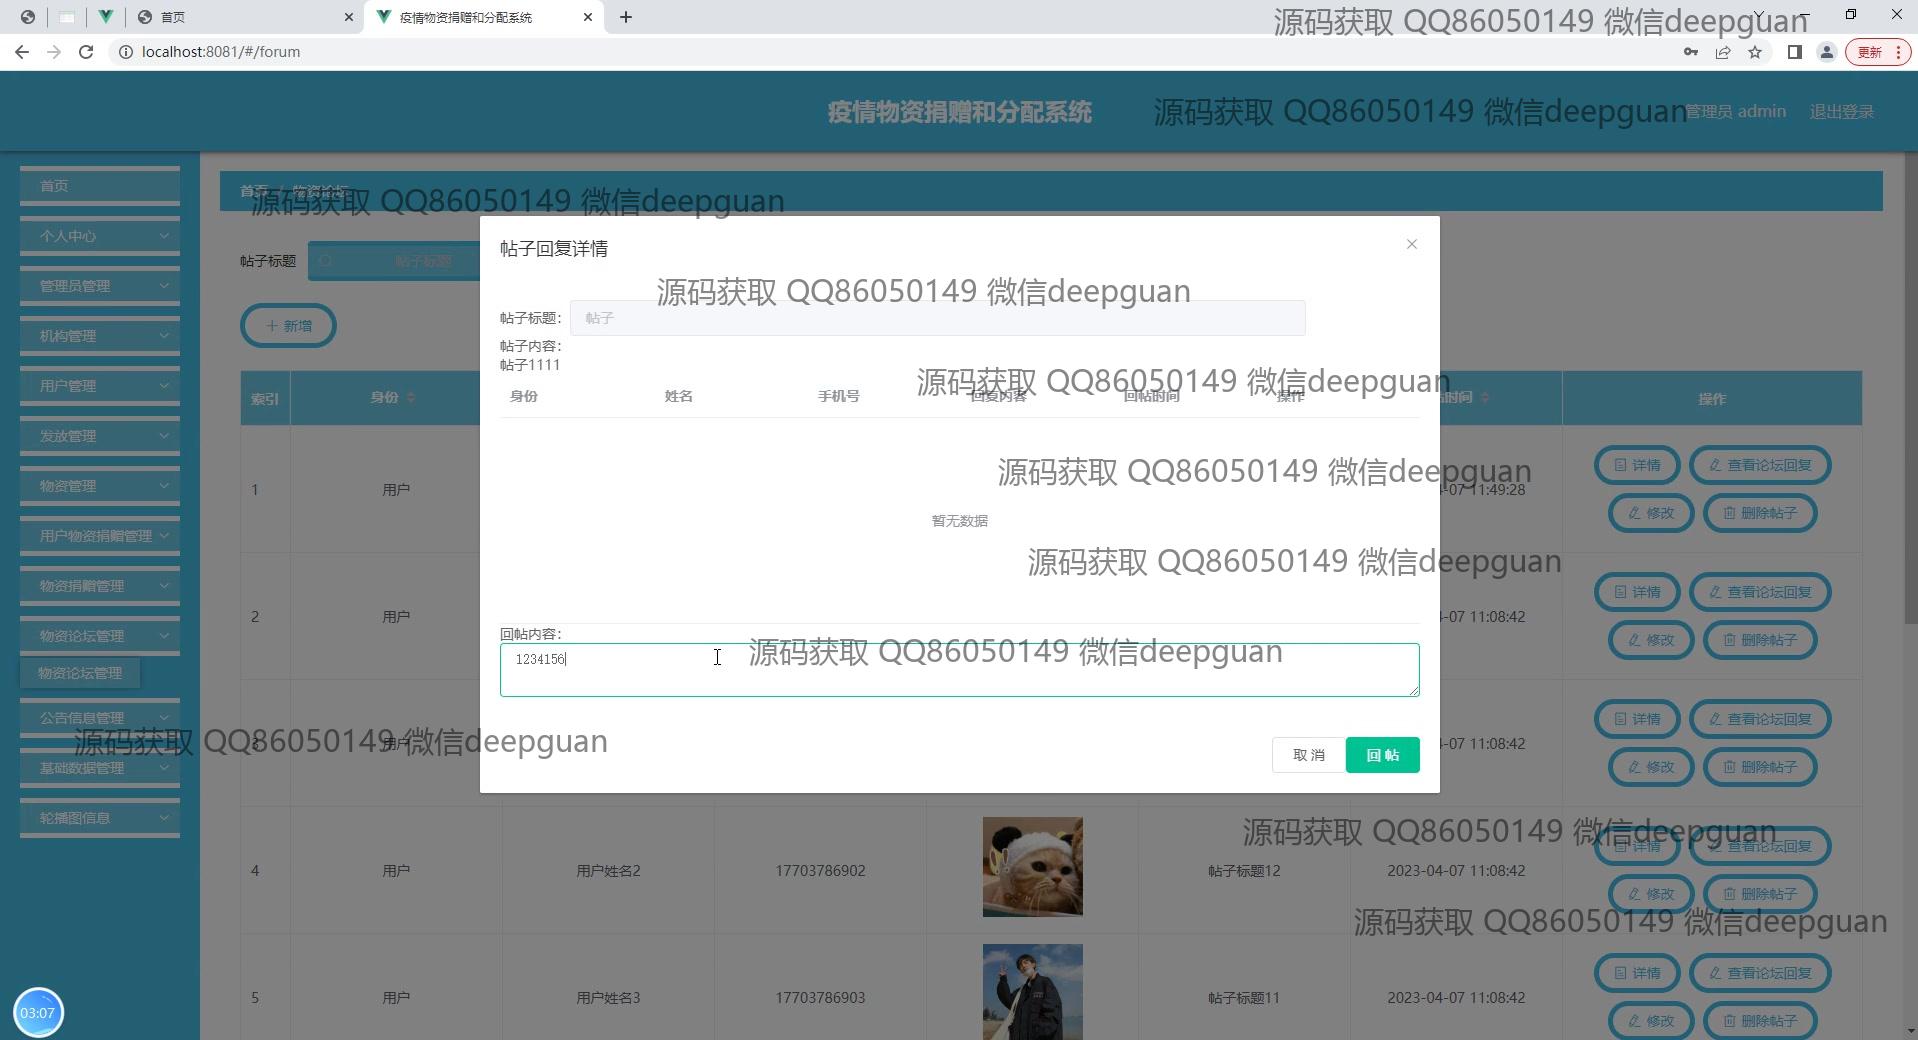 首页
疫情物资捐赠和分配系统
localhost:8081/#/forum
更新
源码获取 QQ86050149 微信deepguan
疫情物资捐赠和分配系统
源码获取 QQ86050149 微信deepguan
管理员 admin
退出登录
首页
个人中心
管理员管理
机构管理
用户管理
发放管理
物资管理
用户物资捐赠管理
物资捐赠管理
物资论坛管理
物资论坛管理
公告信息管理
基础数据管理
轮播图信息
03:07
首页 / 物资论坛
源码获取 QQ86050149 微信deepguan
帖子标题
帖子标题
新增
帖子回复详情
源码获取 QQ86050149 微信deepguan
帖子标题:
帖子
帖子内容:
帖子1111
源码获取 QQ86050149 微信deepguan
身份 姓名 手机号 回复内容 回帖时间 操作
源码获取 QQ86050149 微信deepguan
暂无数据
源码获取 QQ86050149 微信deepguan
回帖内容:
1234156
源码获取 QQ86050149 微信deepguan
取 消
回 帖
源码获取 QQ86050149 微信deepguan
索引 身份 时间 操作
1 用户 -07 11:49:28 详情 查看论坛回复
修改 删除帖子
2 用户 -07 11:08:42 详情 查看论坛回复
修改 删除帖子
3 用户 -07 11:08:42 详情 查看论坛回复
修改 删除帖子
源码获取 QQ86050149 微信deepguan
4 用户 用户姓名2 17703786902 帖子标题12 2023-04-07 11:08:42 详情 查看论坛回复
修改 删除帖子
源码获取 QQ86050149 微信deepguan
5 用户 用户姓名3 17703786903 帖子标题11 2023-04-07 11:08:42 详情 查看论坛回复
修改 删除帖子